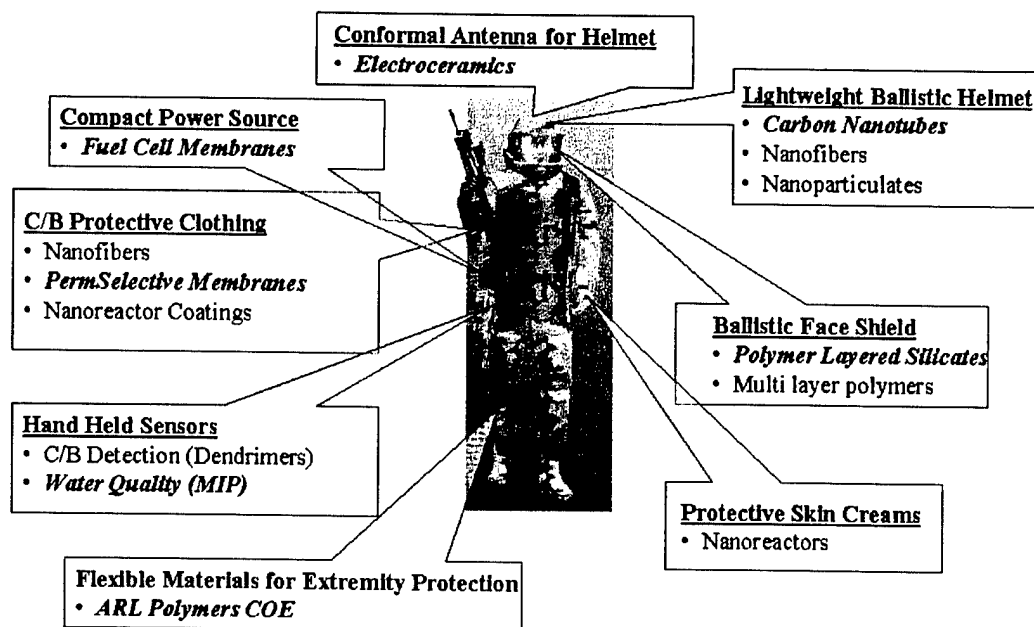 Conformal Antenna for Helmet
• Electroceramics
Lightweight Ballistic Helmet
• Carbon Nanotubes
• Nanofibers
• Nanoparticulates
Compact Power Source
• Fuel Cell Membranes
C/B Protective Clothing
• Nanofibers
• PermSelective Membranes
• Nanoreactor Coatings
Ballistic Face Shield
• Polymer Layered Silicates
• Multi layer polymers
Hand Held Sensors
• C/B Detection (Dendrimers)
• Water Quality (MIP)
Protective Skin Creams
• Nanoreactors
Flexible Materials for Extremity Protection
• ARL Polymers COE